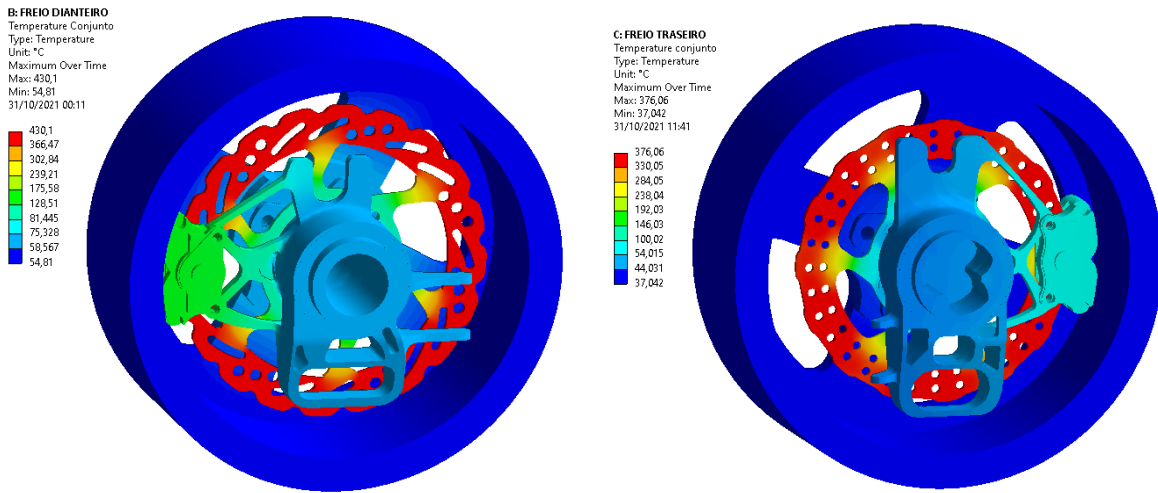 B: FREIO DIANTEIRO
Temperature Conjunto
Type: Temperature
Unit: °C
Maximum Over Time
Max: 430,1
Min: 54,81
31/10/2021 00:11
430,1
366,47
302,84
239,21
175,58
128,51
81,445
75,328
58,567
54,81
C: FREIO TRASEIRO
Temperature conjunto
Type: Temperature
Unit: °C
Maximum Over Time
Max: 376,06
Min: 37,042
31/10/2021 11:41
376,06
330,05
284,05
238,04
192,03
146,03
100,02
54,015
44,031
37,042